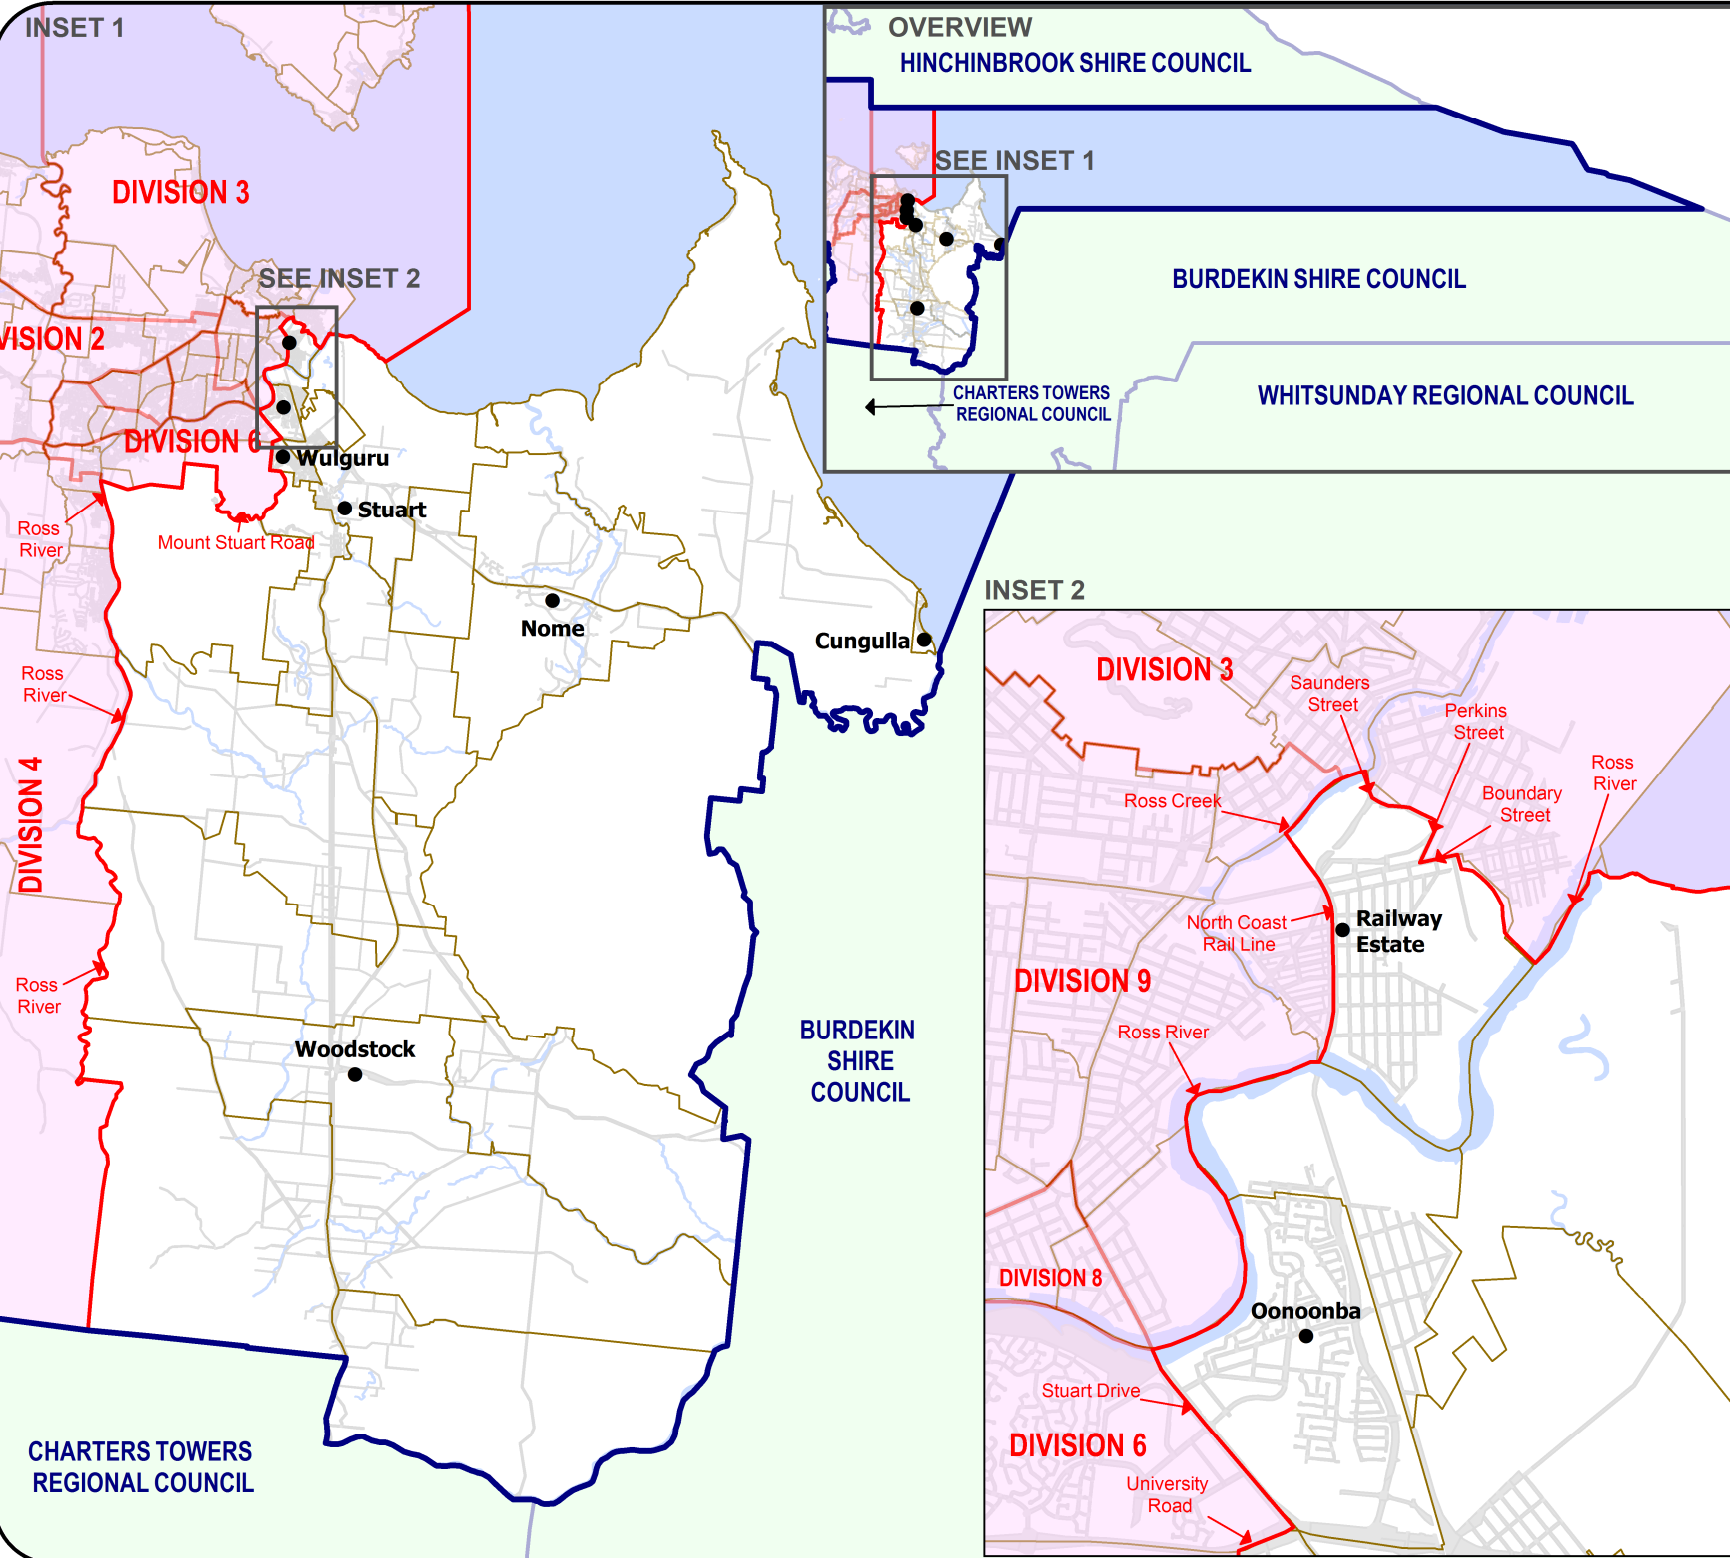 INSET 1
DIVISION 3
SEE INSET 2
VISION 2
DIVISION 6
Wulguru
Stuart
Ross
River
Mount Stuart Road
Nome
Cungulla
Ross
River
DIVISION 4
Ross
River
Woodstock
BURDEKIN
SHIRE
COUNCIL
CHARTERS TOWERS
REGIONAL COUNCIL
OVERVIEW
HINCHINBROOK SHIRE COUNCIL
SEE INSET 1
BURDEKIN SHIRE COUNCIL
CHARTERS TOWERS
REGIONAL COUNCIL
WHITSUNDAY REGIONAL COUNCIL
INSET 2
DIVISION 3
Saunders
Street
Perkins
Street
Ross
River
Boundary
Street
Ross Creek
North Coast
Rail Line
Railway
Estate
DIVISION 9
Ross River
DIVISION 8
Oonoonba
Stuart Drive
DIVISION 6
University
Road